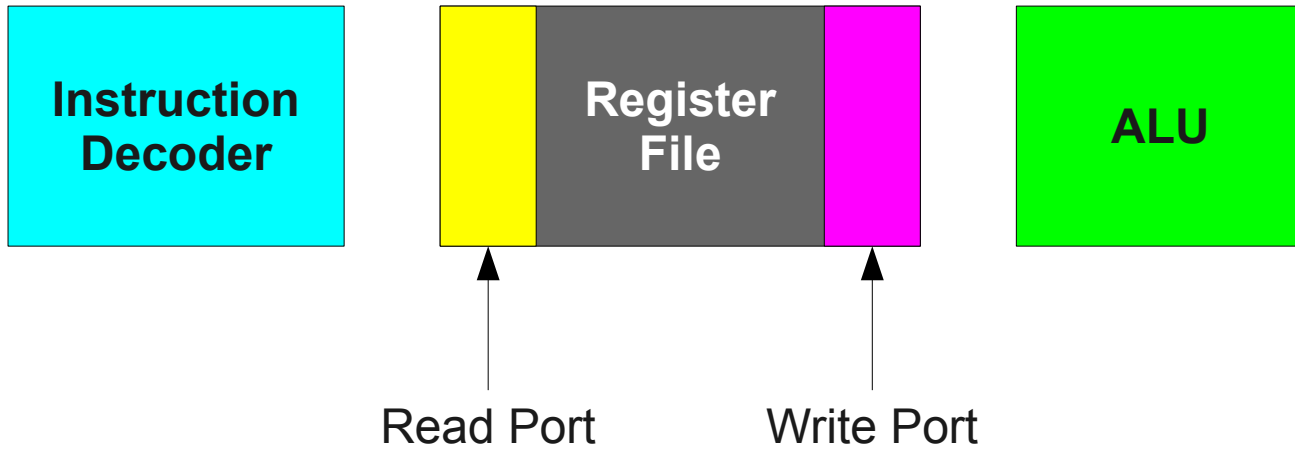 Instruction
Decoder
Register
File
ALU
Read Port
Write Port